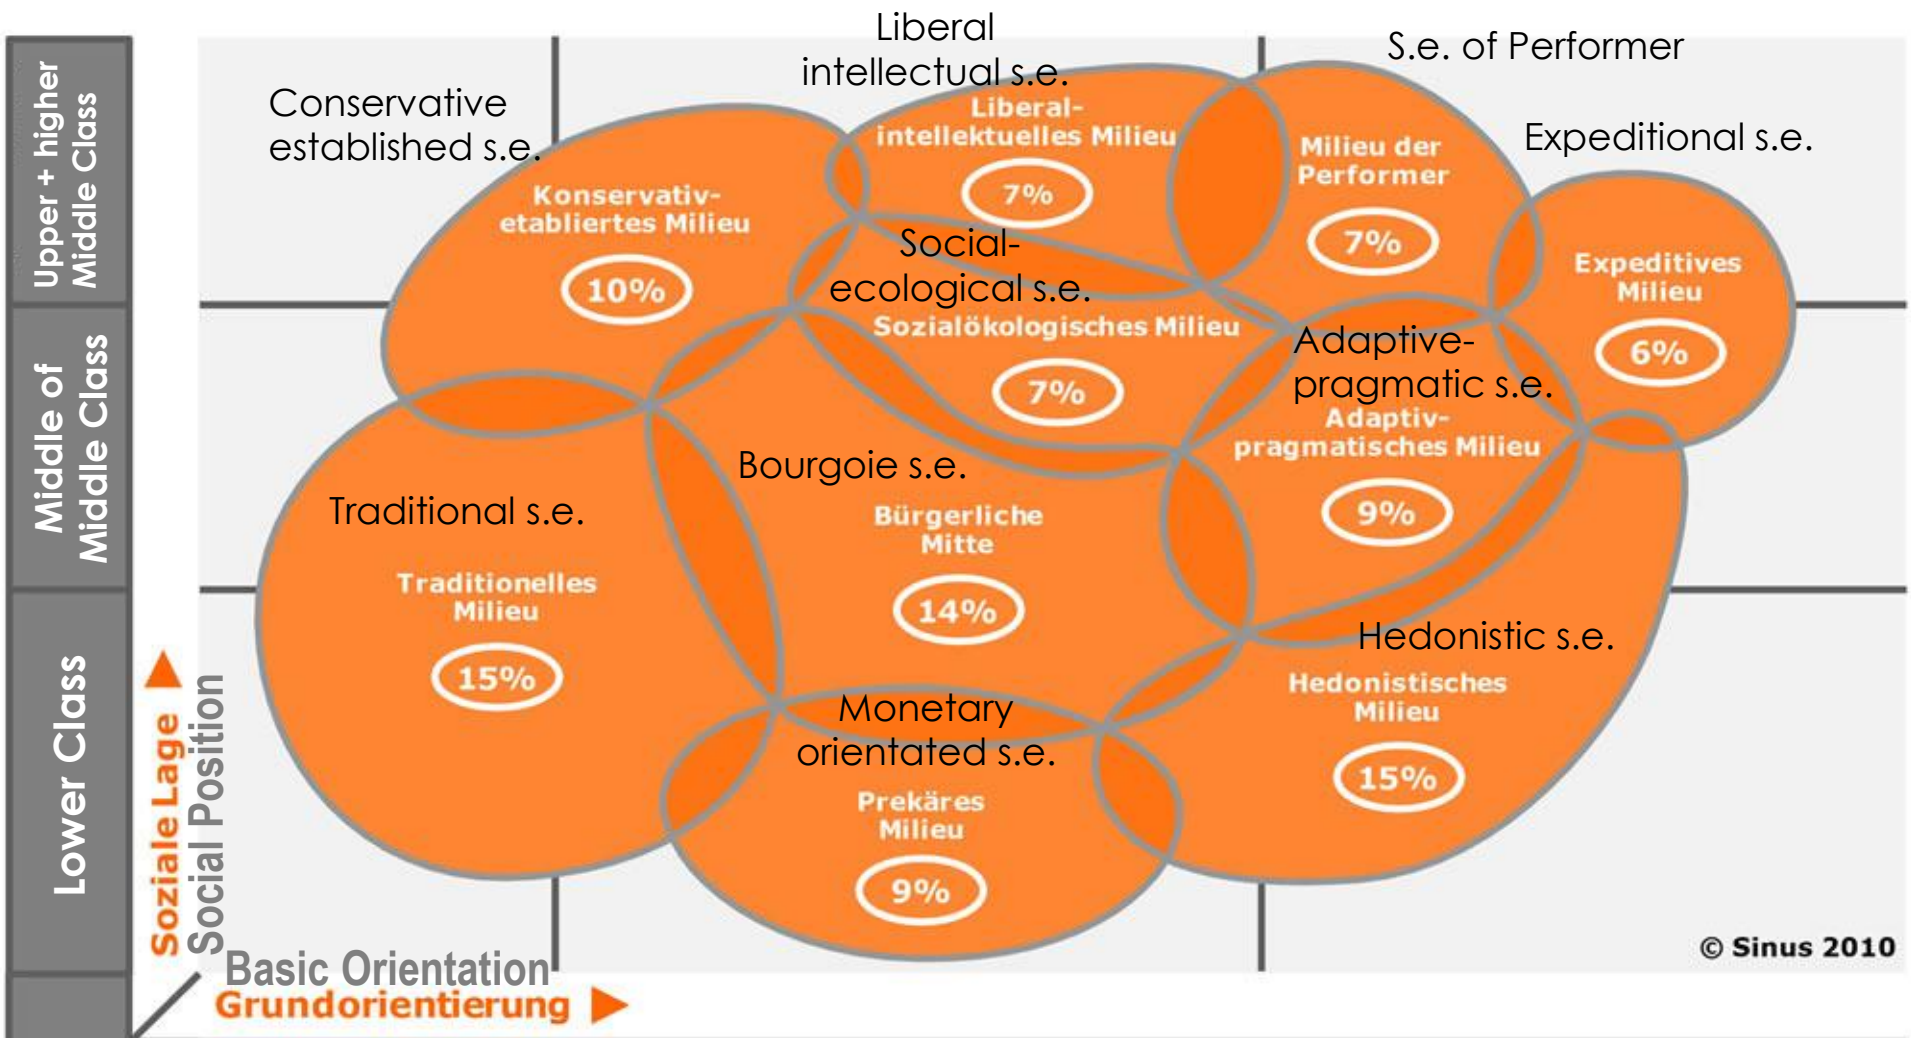 Upper + higher
Middle Class
Middle of
Middle Class
Lower Class
Soziale Lage
Social Position
Basic Orientation
Grundorientierung
Conservative
established s.e.
Konservativ-
etabliertes Milieu
10%
Liberal
intellectual s.e.
Liberal-
intellektuelles Milieu
7%
S.e. of Performer
Milieu der
Performer
7%
Expeditional s.e.
Expeditives
Milieu
6%
Social-
ecological s.e.
Sozialökologisches Milieu
7%
Adaptive-
pragmatic s.e.
Adaptiv-
pragmatisches Milieu
9%
Traditional s.e.
Traditionelles
Milieu
15%
Bourgoie s.e.
Bürgerliche
Mitte
14%
Hedonistic s.e.
Hedonistisches
Milieu
15%
Monetary
orientated s.e.
Prekäres
Milieu
9%
© Sinus 2010